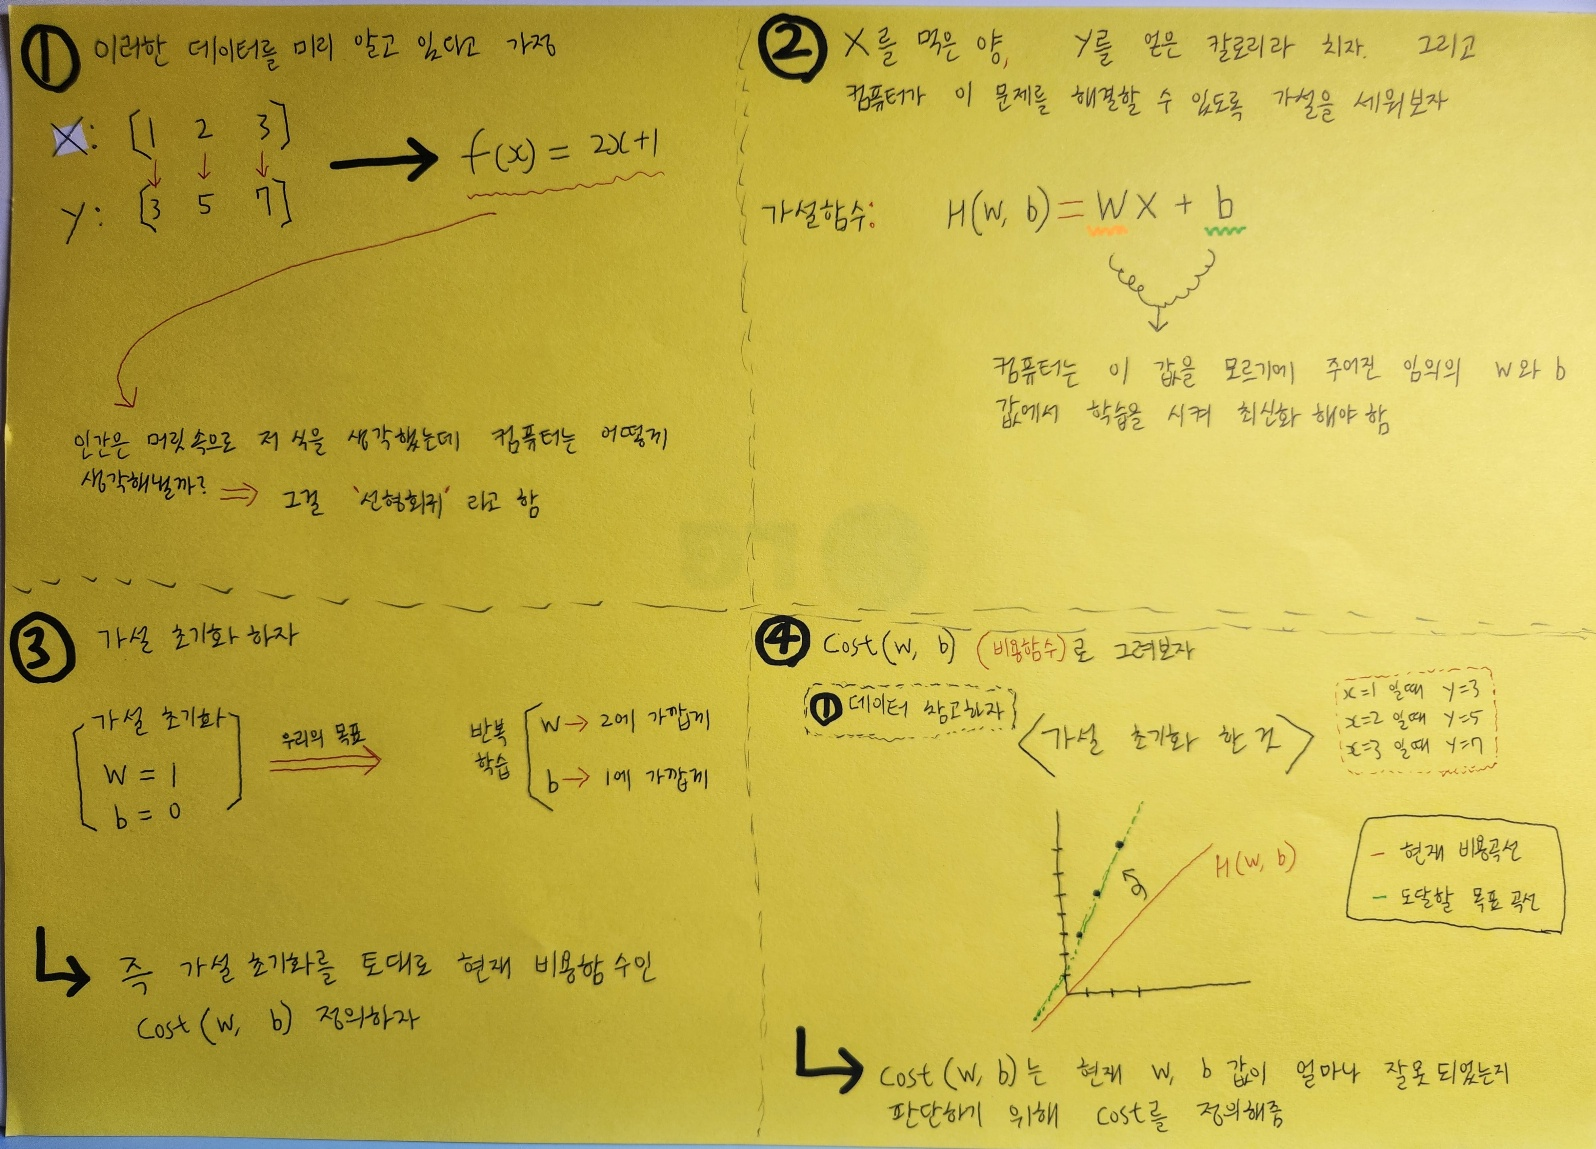 ① 이러한 데이터를 미리 알고 있다고 가정
X: [1 2 3]
y: [3 5 7]
f(x) = 2x+1
인간은 머릿속으로 저 식을 생각했는데 컴퓨터는 어떻게
생각해낼까? ⇒ 그걸 '선형회귀' 라고 함
② X를 먹은 양, y를 얻은 칼로리라 치자. 그리고
컴퓨터가 이 문제를 해결할 수 있도록 가설을 세워보자
가설함수: H(w, b) = wx + b
컴퓨터는 이 값을 모르기에 주어진 임의의 w와 b
값에서 학습을 시켜 최신화 해야 함
③ 가설 초기화 하자
가설 초기화
w = 1
b = 0
우리의 목표
반복
학습
w → 2에 가깝게
b → 1에 가깝게
즉 가설 초기화를 토대로 현재 비용함수인
Cost(w, b) 정의하자
④ Cost(w, b) (비용함수)로 그려보자
① 데이터 참고하자
<가설 초기화 한 것>
x=1 일때 y=3
x=2 일때 y=5
x=3 일때 y=7
H(w, b)
- 현재 비용곡선
- 도달할 목표 곡선
Cost(w, b)는 현재 w, b 값이 얼마나 잘못 되었는지
판단하기 위해 cost를 정의해줌